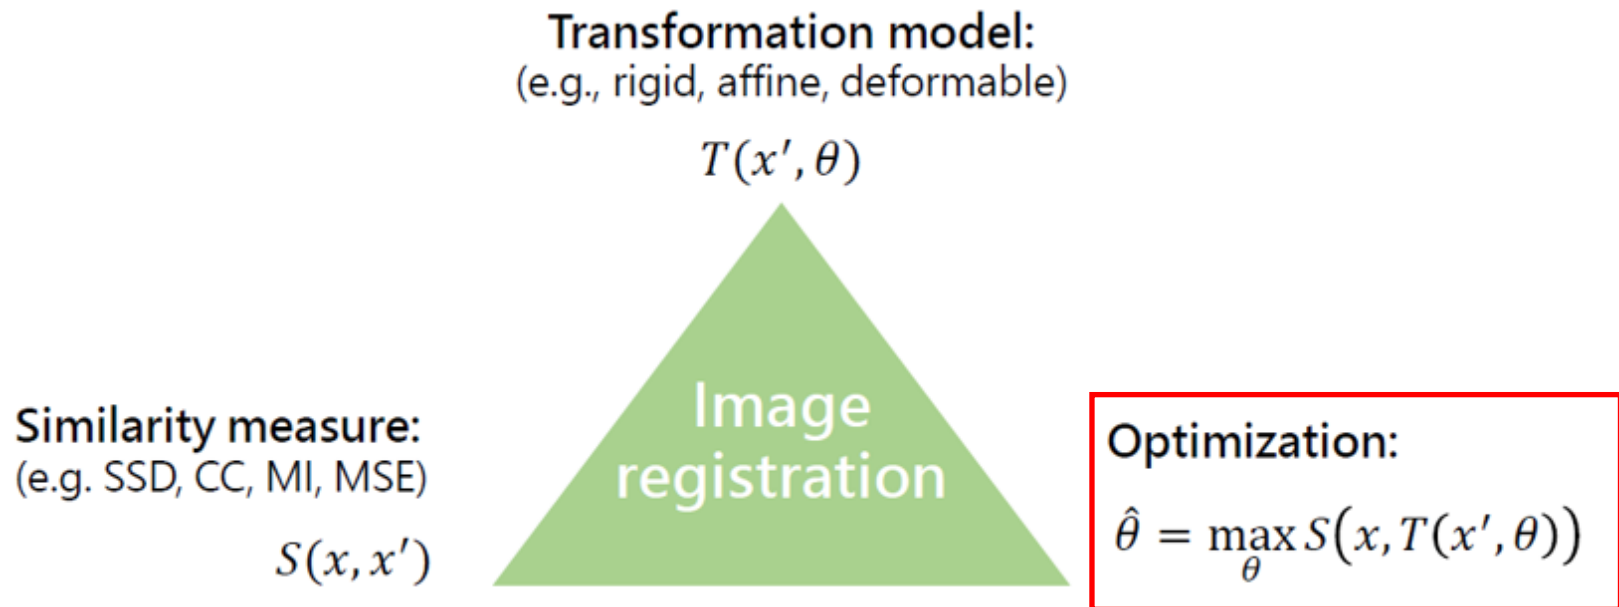 Transformation model:
(e.g., rigid, affine, deformable)
T(x′, θ)
Similarity measure:
(e.g. SSD, CC, MI, MSE)
S(x, x′)
Image
registration
Optimization:
θ̂ = max S(x, T(x′, θ))
θ